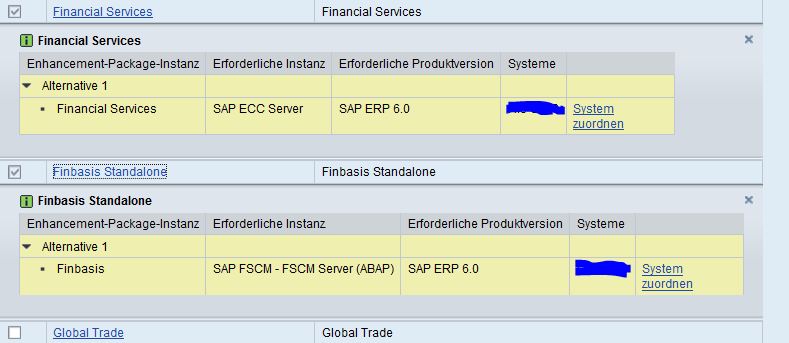 Financial Services Financial Services
Financial Services
Enhancement-Package-Instanz Erforderliche Instanz Erforderliche Produktversion Systeme
Alternative 1
Financial Services SAP ECC Server SAP ERP 6.0 System
zuordnen
Finbasis Standalone Finbasis Standalone
Finbasis Standalone
Enhancement-Package-Instanz Erforderliche Instanz Erforderliche Produktversion Systeme
Alternative 1
Finbasis SAP FSCM - FSCM Server (ABAP) SAP ERP 6.0 System
zuordnen
Global Trade Global Trade